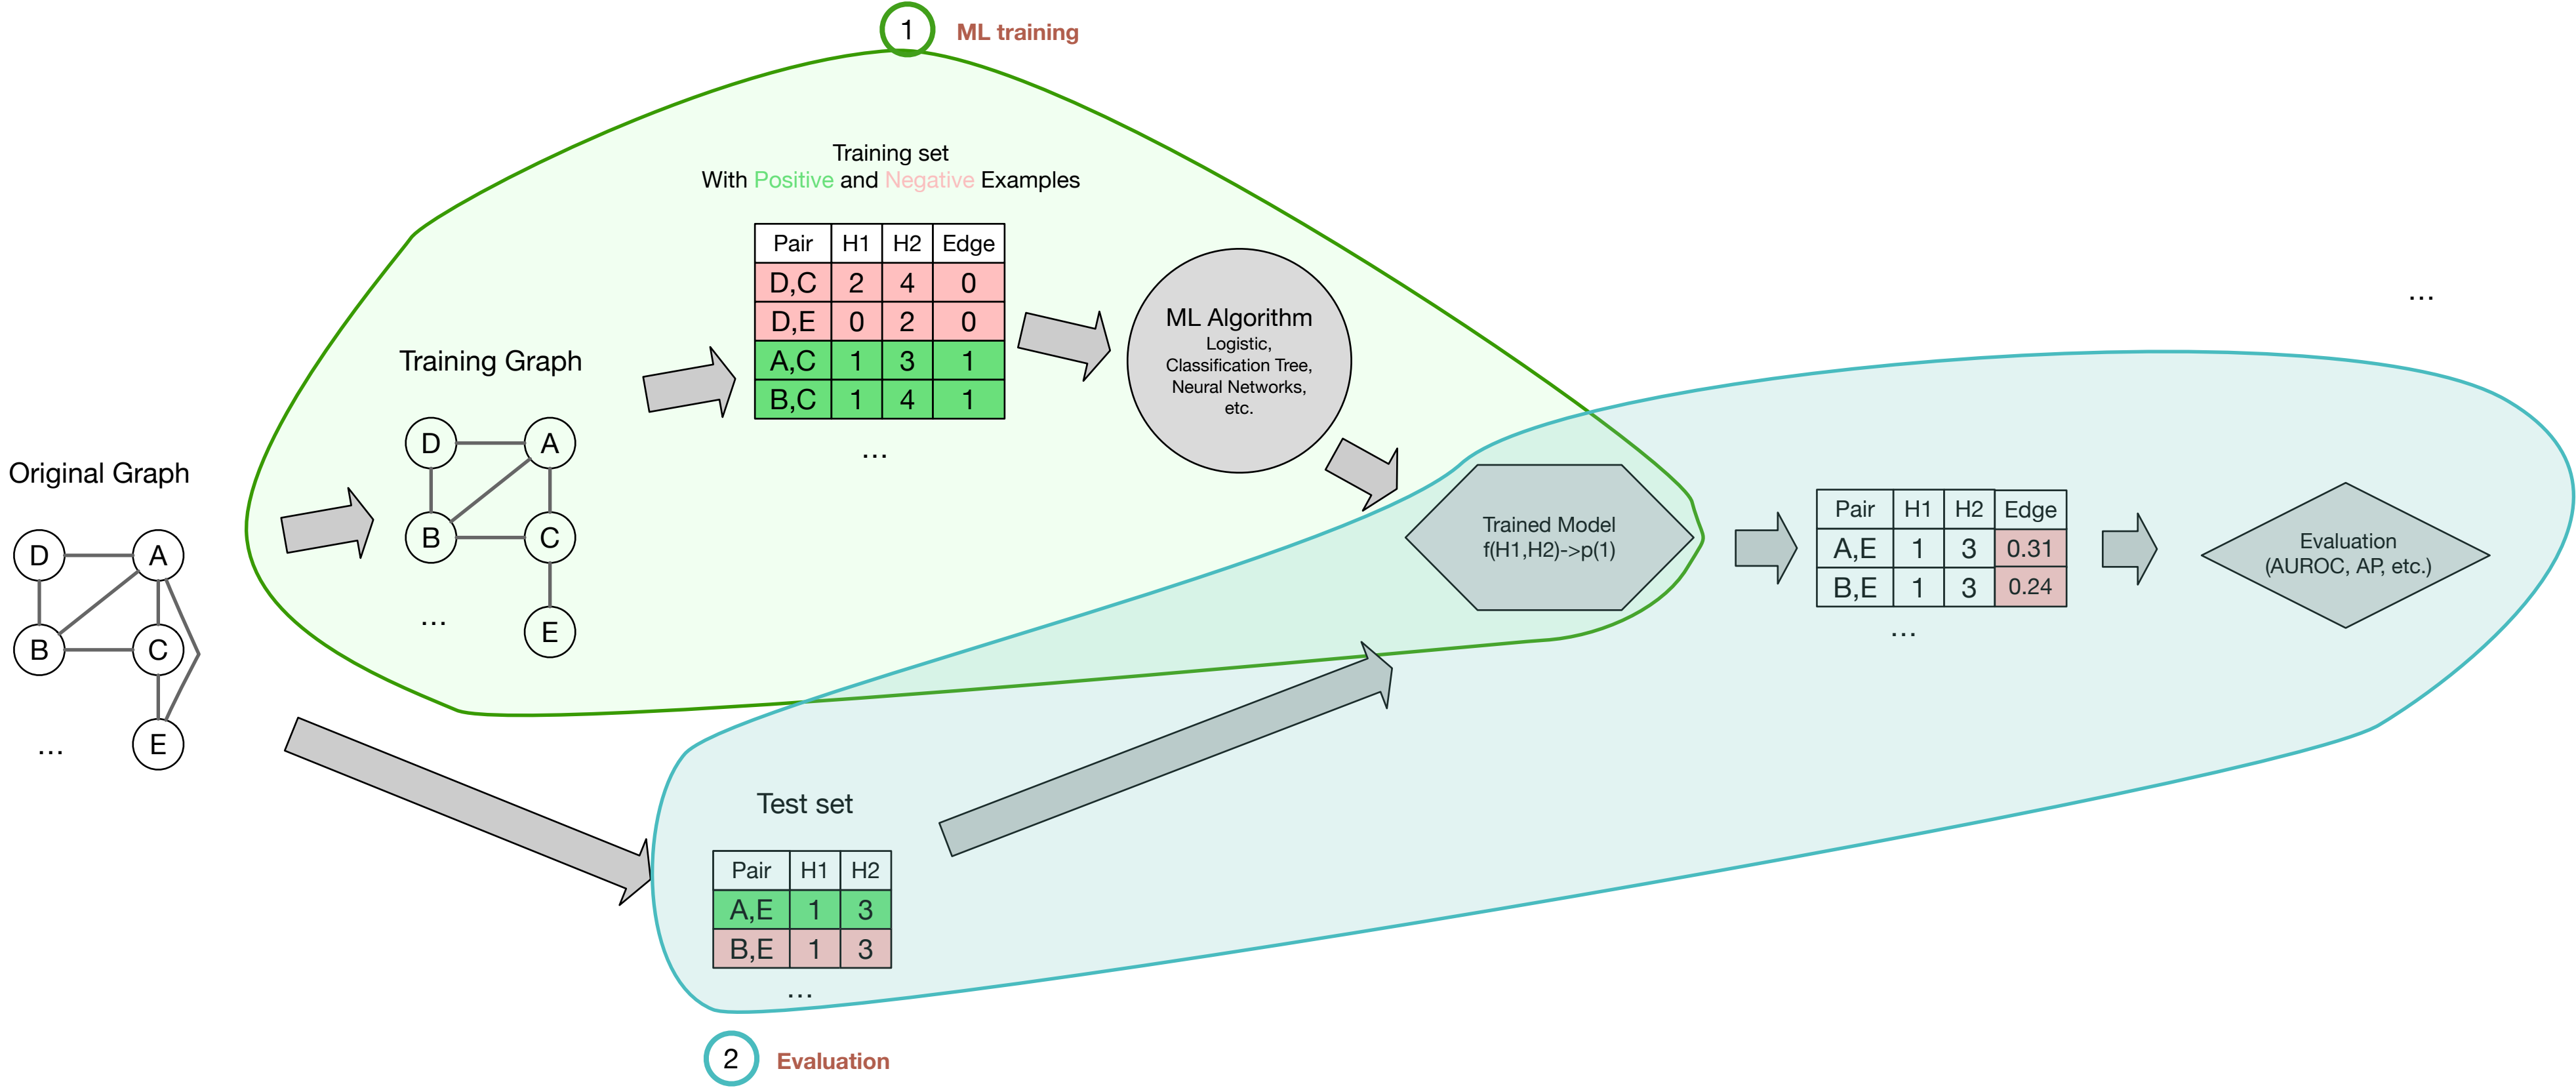 1 ML training
Training set
With Positive and Negative Examples
Pair H1 H2 Edge
D,C 2 4 0
D,E 0 2 0
A,C 1 3 1
B,C 1 4 1
...
ML Algorithm
Logistic,
Classification Tree,
Neural Networks,
etc.
...
Training Graph
D A
B C
... E
Original Graph
D A
B C
... E
Trained Model
f(H1,H2)->p(1)
Pair H1 H2 Edge
A,E 1 3 0.31
B,E 1 3 0.24
...
Evaluation
(AUROC, AP, etc.)
Test set
Pair H1 H2
A,E 1 3
B,E 1 3
...
2 Evaluation